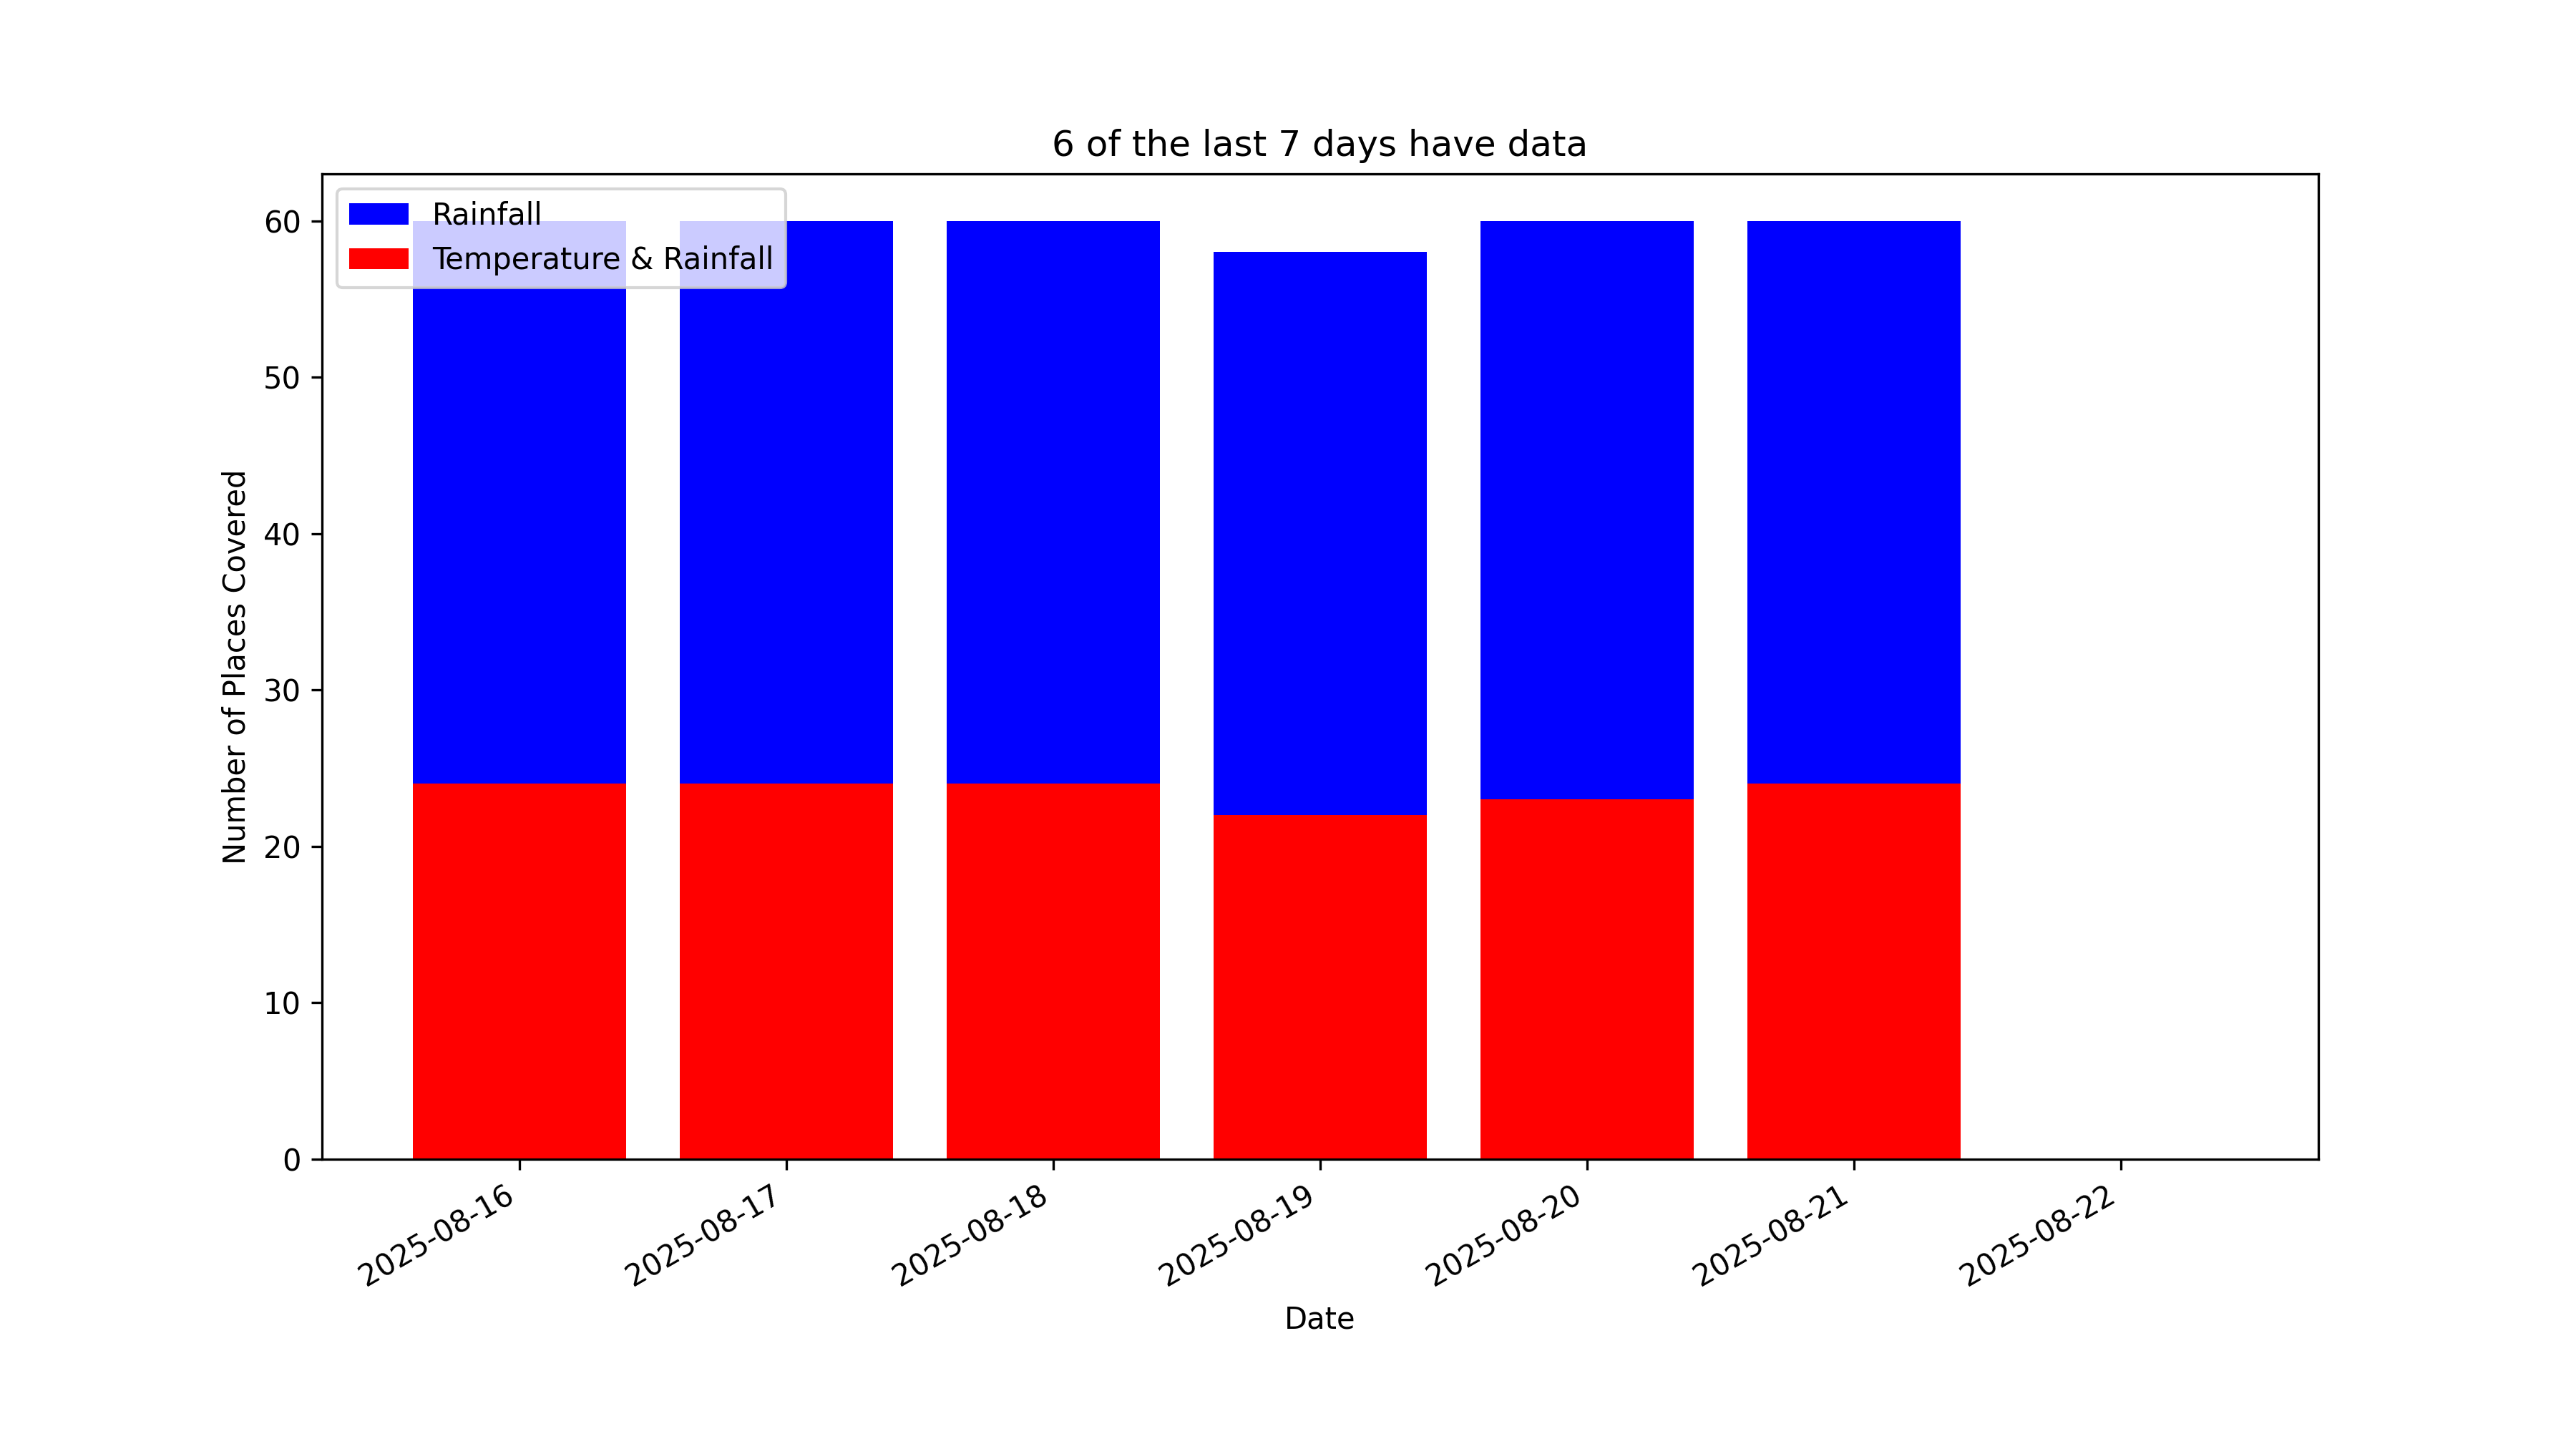 6 of the last 7 days have data
Rainfall
Temperature & Rainfall
Number of Places Covered
60
50
40
30
20
10
0
2025-08-16
2025-08-17
2025-08-18
2025-08-19
2025-08-20
2025-08-21
2025-08-22
Date